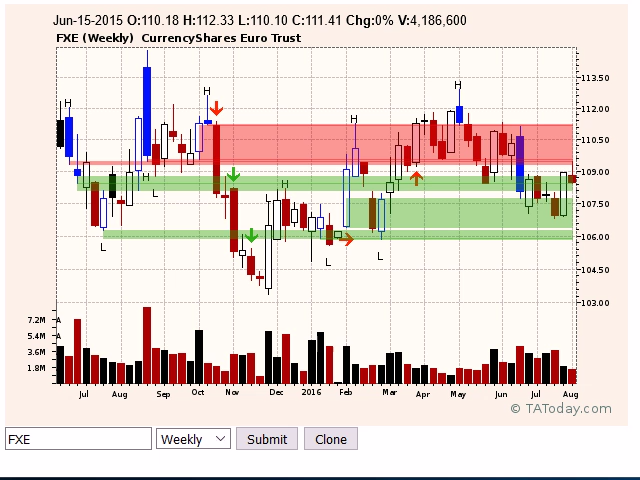 Jun-15-2015 O:110.18 H:112.33 L:110.10 C:111.41 Chg:0% V:4,186,600
FXE (Weekly) CurrencyShares Euro Trust
H
H
H
H
H
H
L
L
L
L
113.50
112.00
110.50
109.00
107.50
106.00
104.50
103.00
7.2M
5.4M
3.6M
1.8M
A
A
Jul Aug Sep Oct Nov Dec 2016 Feb Mar Apr May Jun Jul Aug
© TAToday.com
FXE Weekly Submit Clone